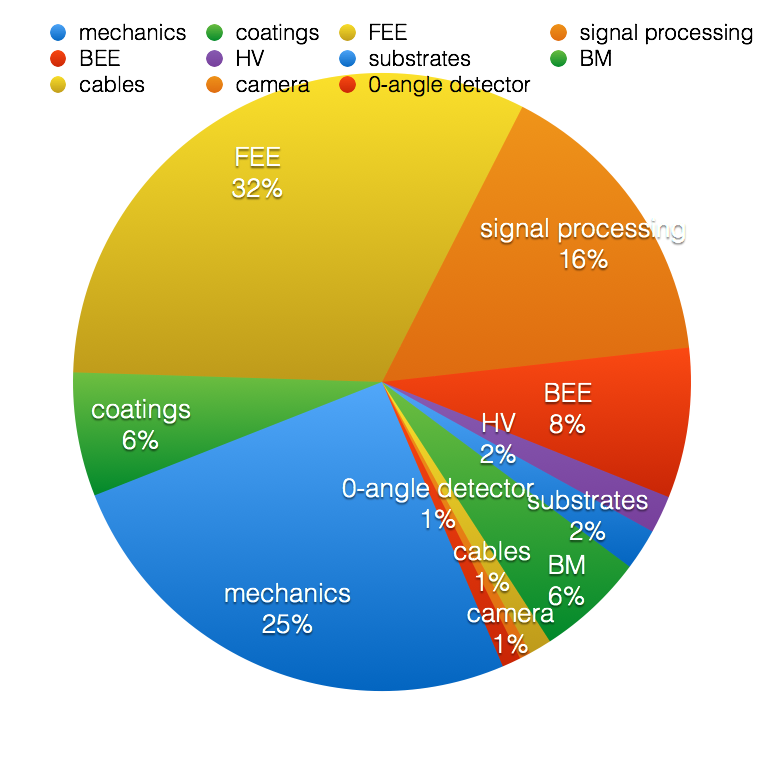 mechanics coatings FEE signal processing
BEE HV substrates BM
cables camera 0-angle detector
FEE
32%
signal processing
16%
BEE
8%
coatings
6%
HV
2%
0-angle detector
1%
substrates
2%
cables
1%
BM
6%
mechanics
25%
camera
1%